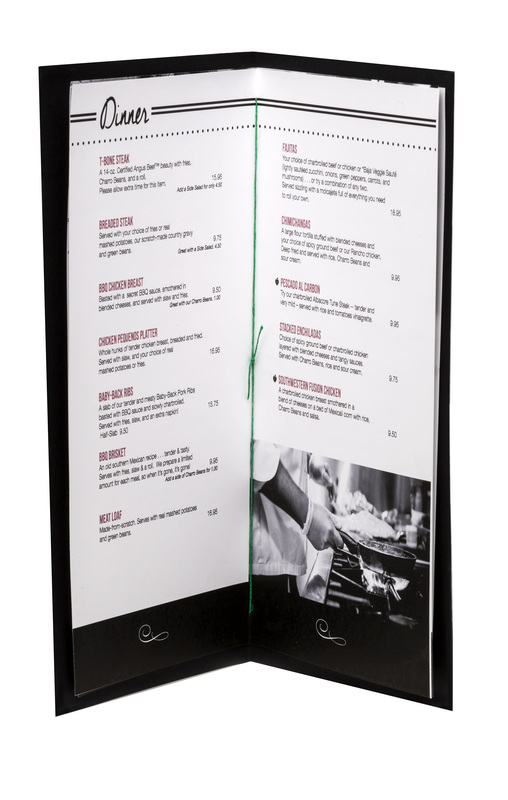 Dinner
T-BONE STEAK
A 14-oz. Certified Angus Beef™ beauty with fries,
Charro Beans, and a roll.
Please allow extra time for this item. 15.95
Add a Side Salad for only 4.50
BREADED STEAK
Served with your choice of fries or real
mashed potatoes, our scratch-made country gravy
and green beans. 9.75
Great with a Side Salad, 4.50
BBQ CHICKEN BREAST
Basted with a secret BBQ sauce, smothered in 9.50
blended cheeses, and served with slaw and fries.
Great with our Charro Beans, 1.00
CHICKEN PEQUENOS PLATTER
Whole hunks of tender chicken breast, breaded and fried.
Served with slaw, and your choice of real 16.95
mashed potatoes or fries.
BABY-BACK RIBS
A slab of our tender and meaty Baby-Back Pork Ribs
basted with BBQ sauce and slowly charbroiled. 15.75
Served with fries, slaw, and an extra napkin!
Half-Slab 9.50
BBQ BRISKET
An old southern Mexican recipe . . . tender & tasty.
Served with fries, slaw & a roll. We prepare a limited 9.95
amount for each meal, so when it's gone, it's gone!
Add a side of Charro Beans for 1.00
MEAT LOAF
Made-from-scratch. Serves with real mashed potatoes 16.95
and green beans.
FAJITAS
Your choice of charbroiled beef or chicken or "Baja Veggie Sauté
(lightly sautéed zucchini, onions, green peppers, carrots, and
mushrooms) . . . or try a combination of any two.
Served sizzling with a molcajete full of everything you need
to roll your own. 16.95
CHIMICHANGAS
A large flour tortilla stuffed with blended cheeses and
your choice of spicy ground beef or our Rancho chicken.
Deep fried and served with rice, Charro Beans and
sour cream. 9.95
PESCADO AL CARBON
Try our charbroiled Albacore Tuna Steak – tender and
very mild – served with rice and tomatoes vinaigrette. 9.95
STACKED ENCHILADAS
Choice of spicy ground beef or charbroiled chicken
layered with blended cheeses and tangy sauces.
Served with Charro Beans, rice and sour cream. 9.75
SOUTHWESTERN FUSION CHICKEN
A charbroiled chicken breast smothered in a
blend of cheeses on a bed of Mexicali corn with rice,
Charro Beans and salsa. 9.50